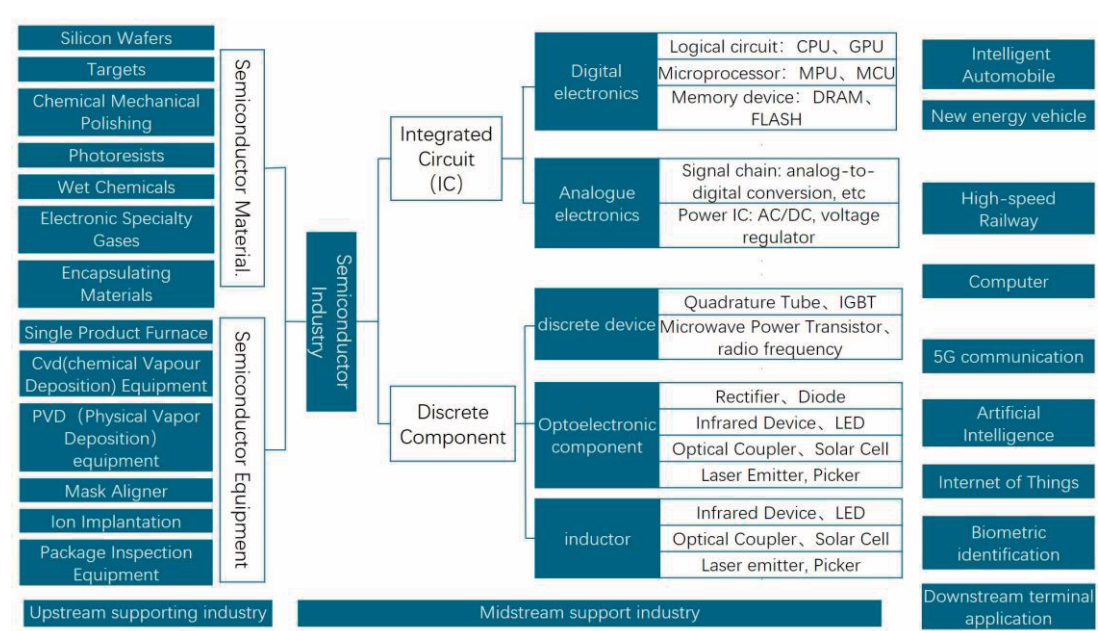 Silicon Wafers
Targets
Chemical Mechanical
Polishing
Photoresists
Wet Chemicals
Electronic Specialty
Gases
Encapsulating
Materials
Semiconductor Material.
Single Product Furnace
Cvd(chemical Vapour
Deposition) Equipment
PVD（Physical Vapor
Deposition）
equipment
Mask Aligner
Ion Implantation
Package Inspection
Equipment
Semiconductor Equipment
Upstream supporting industry
Semiconductor
Industry
Integrated
Circuit
（IC）
Digital
electronics
Logical circuit：CPU、GPU
Microprocessor：MPU、MCU
Memory device：DRAM、
FLASH
Analogue
electronics
Signal chain: analog-to-
digital conversion, etc
Power IC: AC/DC, voltage
regulator
Discrete
Component
discrete device
Quadrature Tube、IGBT
Microwave Power Transistor、
radio frequency
Optoelectronic
component
Rectifier、Diode
Infrared Device、LED
Optical Coupler、Solar Cell
Laser Emitter, Picker
inductor
Infrared Device、LED
Optical Coupler、Solar Cell
Laser emitter, Picker
Midstream support industry
Intelligent
Automobile
New energy vehicle
High-speed
Railway
Computer
5G communication
Artificial
Intelligence
Internet of Things
Biometric
identification
Downstream terminal
application